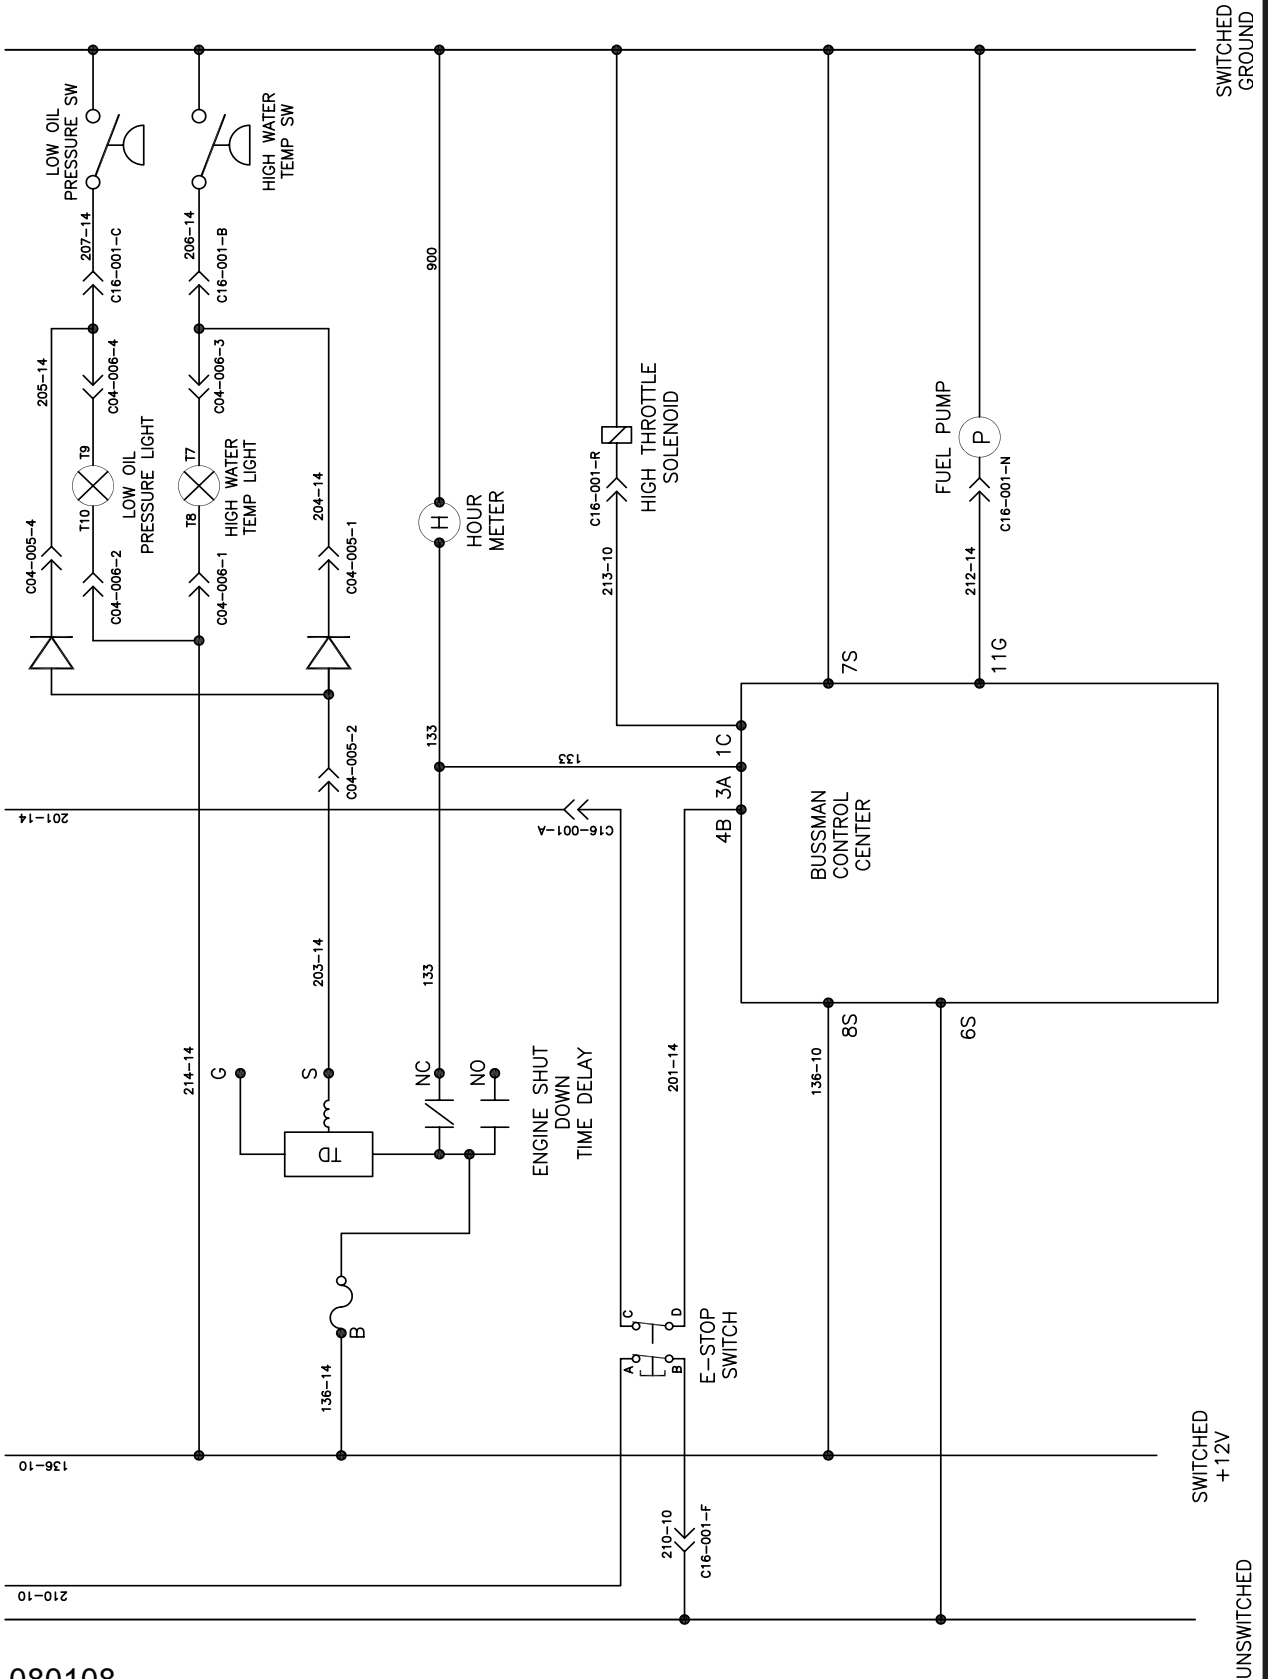 SWITCHED
GROUND
LOW OIL
PRESSURE SW
HIGH WATER
TEMP SW
207-14
C16-001-C
206-14
C16-001-B
900
205-14
C04-006-4
C04-006-3
T9
T10
LOW OIL
PRESSURE LIGHT
T7
T8
HIGH WATER
TEMP LIGHT
204-14
C04-005-4
C04-006-2
C04-006-1
C04-005-1
H
HOUR
METER
C16-001-R
HIGH THROTTLE
SOLENOID
213-10
FUEL PUMP
P
C16-001-N
212-14
7S
11G
133
133
1C
3A
4B
C04-005-2
201-14
C16-001-A
BUSSMAN
CONTROL
CENTER
203-14
133
214-14
G
S
NC
NO
TD
ENGINE SHUT
DOWN
TIME DELAY
201-14
136-10
8S
6S
B
136-14
C
D
A
B
E-STOP
SWITCH
136-10
SWITCHED
+12V
210-10
C16-001-F
210-10
UNSWITCHED
080108